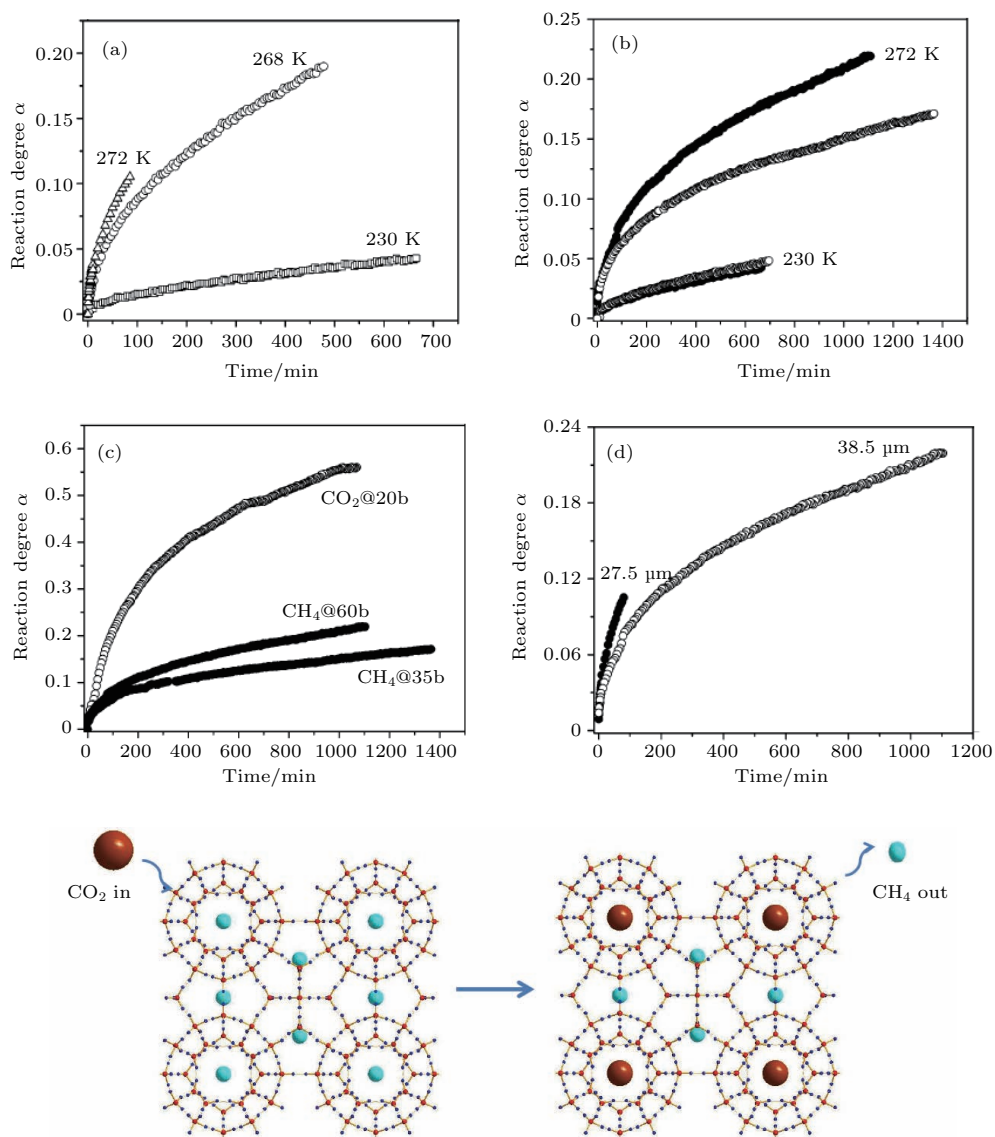 (a)
268 K
272 K
230 K
Reaction degree α
0.20
0.15
0.10
0.05
0
0 100 200 300 400 500 600 700
Time/min
(b)
272 K
230 K
Reaction degree α
0.25
0.20
0.15
0.10
0.05
0
0 200 400 600 800 1000 1200 1400
Time/min
(c)
CO₂@20b
CH₄@60b
CH₄@35b
Reaction degree α
0.6
0.5
0.4
0.3
0.2
0.1
0
0 200 400 600 800 1000 1200 1400
Time/min
(d)
38.5 µm
27.5 µm
Reaction degree α
0.24
0.18
0.12
0.06
0
0 200 400 600 800 1000 1200
Time/min
CO₂ in
CH₄ out